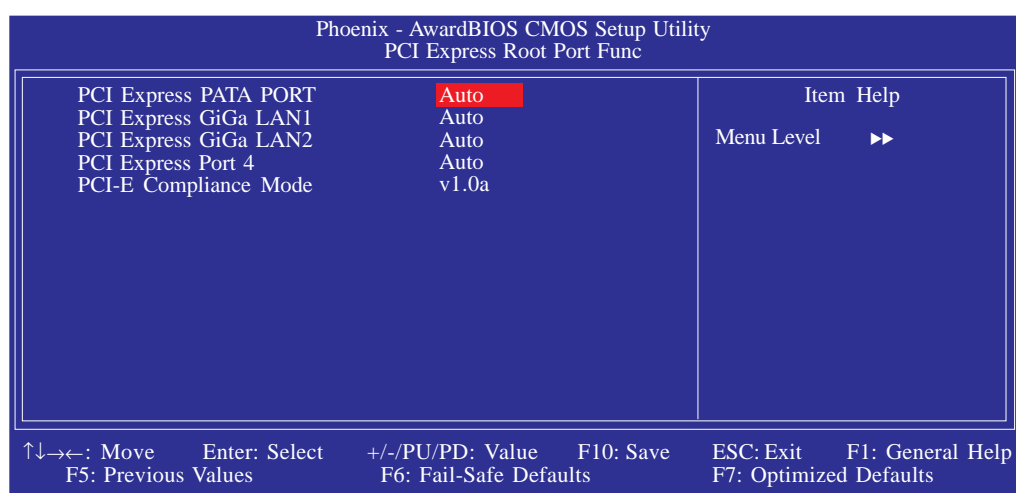 Phoenix - AwardBIOS CMOS Setup Utility
PCI Express Root Port Func
PCI Express PATA PORT Auto
PCI Express GiGa LAN1 Auto
PCI Express GiGa LAN2 Auto
PCI Express Port 4 Auto
PCI-E Compliance Mode v1.0a
Item Help
Menu Level ▶▶
↑↓→←: Move Enter: Select +/-/PU/PD: Value F10: Save ESC: Exit F1: General Help
F5: Previous Values F6: Fail-Safe Defaults F7: Optimized Defaults